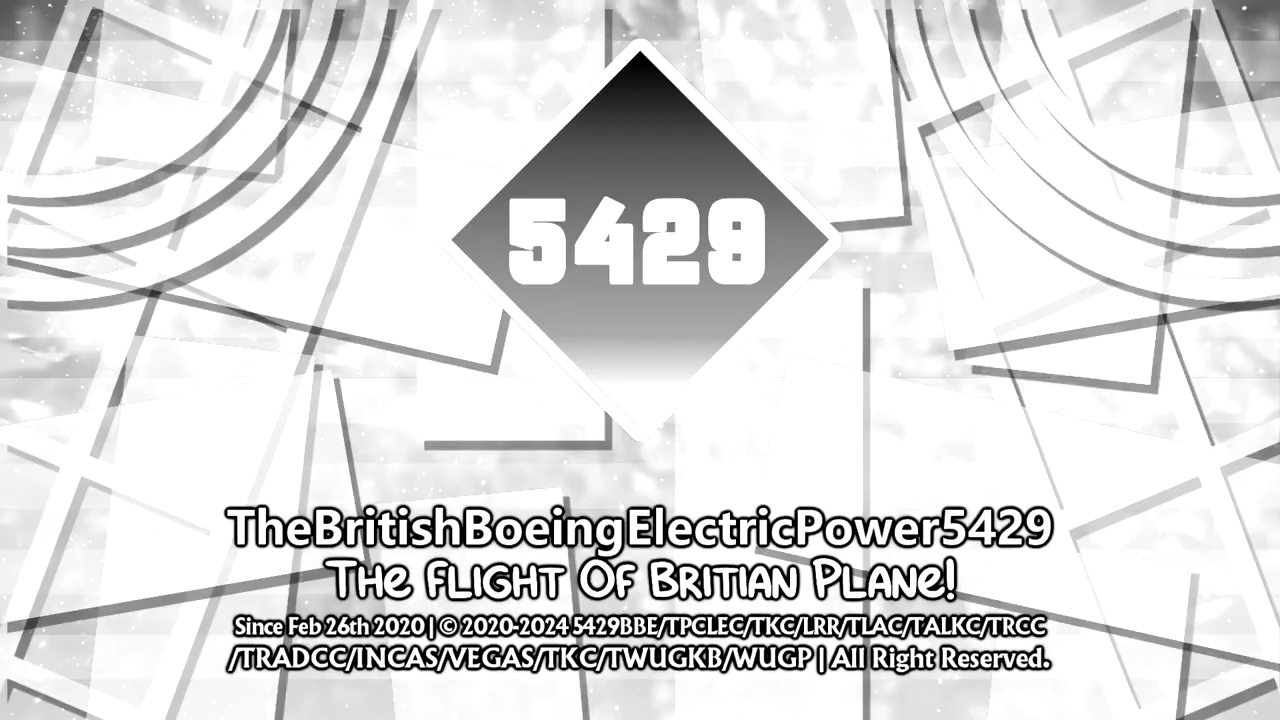 5429
TheBritishBoeingElectricPower5429
The flight Of Britian Plane!
Since Feb 26th 2020 | © 2020-2024 5429BBE/TPCLEC/TKC/LRR/TLAC/TALKC/TRCC
/TRADCC/INCAS/VEGAS/TKC/TWUGKB/WUGP | All Right Reserved.